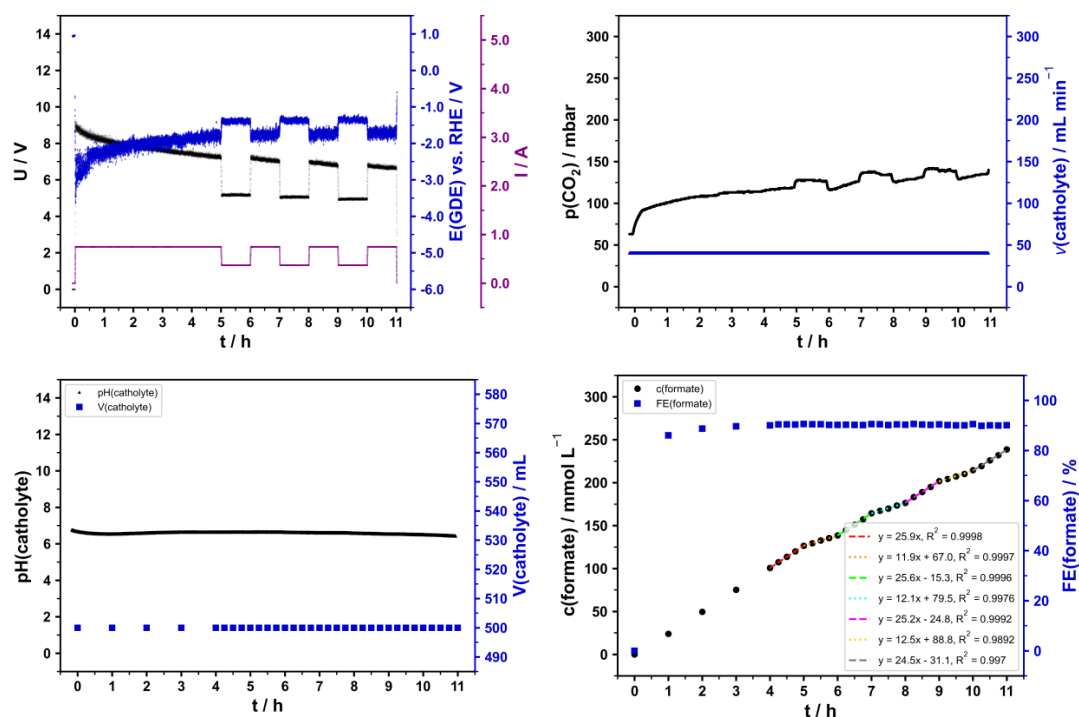 U / V
14
12
10
8
6
4
2
0
0 1 2 3 4 5 6 7 8 9 10 11
t / h
1.0
0.0
-1.0
-2.0
-3.0
-4.0
-5.0
-6.0
E(GDE) vs. RHE / V
5.0
4.0
3.0
2.0
1.0
0.0
I / A
p(CO₂) / mbar
300
250
200
150
100
50
0
0 1 2 3 4 5 6 7 8 9 10 11
t / h
300
250
200
150
100
50
0
v(catholyte) / mL min⁻¹
pH(catholyte)
14
12
10
8
6
4
2
0
pH(catholyte)
V(catholyte)
0 1 2 3 4 5 6 7 8 9 10 11
t / h
580
570
560
550
540
530
520
510
500
490
V(catholyte) / mL
c(formate) / mmol L⁻¹
300
250
200
150
100
50
0
c(formate)
FE(formate)
y = 25.9x, R² = 0.9998
y = 11.9x + 67.0, R² = 0.9997
y = 25.6x - 15.3, R² = 0.9996
y = 12.1x + 79.5, R² = 0.9976
y = 25.2x - 24.8, R² = 0.9992
y = 12.5x + 88.8, R² = 0.9892
y = 24.5x - 31.1, R² = 0.997
0 1 2 3 4 5 6 7 8 9 10 11
t / h
100
80
60
40
20
0
FE(formate) / %